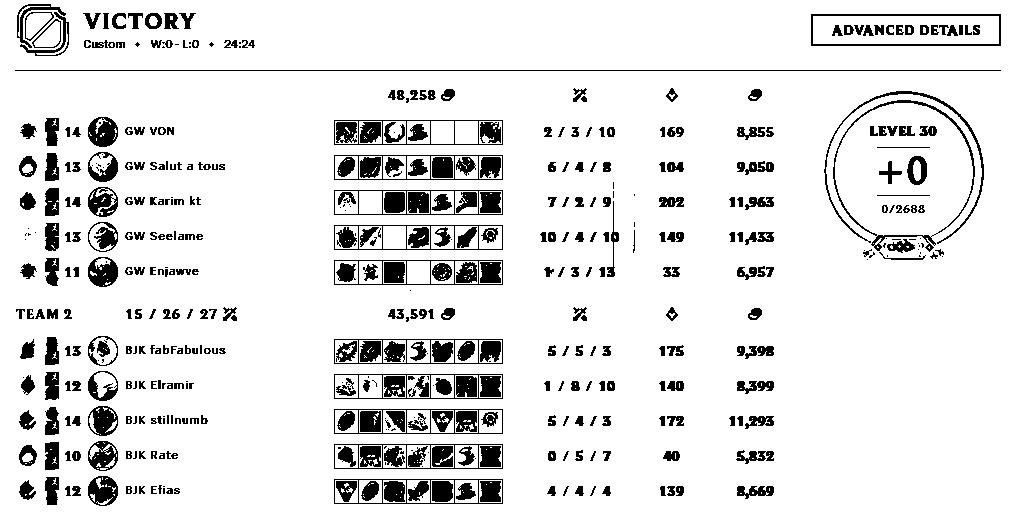 VICTORY
Custom • W:0 - L:0 • 24:24
ADVANCED DETAILS
48,258
14 GW VON 2 / 3 / 10 169 8,855
13 GW Salut a tous 6 / 4 / 8 104 9,050
14 GW Karim kt 7 / 2 / 9 202 11,963
13 GW Seelame 10 / 4 / 10 149 11,433
11 GW Enjawve 1 / 3 / 13 33 6,957
LEVEL 30
+0
0/2688
TEAM 2 15 / 26 / 27 43,591
13 BJK fabFabulous 5 / 5 / 3 175 9,398
12 BJK Elramir 1 / 8 / 10 140 8,399
14 BJK stillnumb 5 / 4 / 3 172 11,293
10 BJK Rate 0 / 5 / 7 40 5,832
12 BJK Efias 4 / 4 / 4 139 8,669